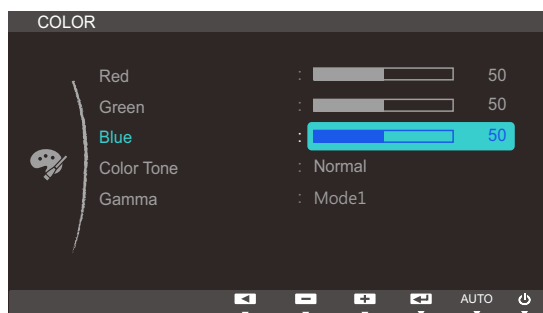 COLOR
Red : 50
Green : 50
Blue : 50
Color Tone : Normal
Gamma : Mode1
AUTO